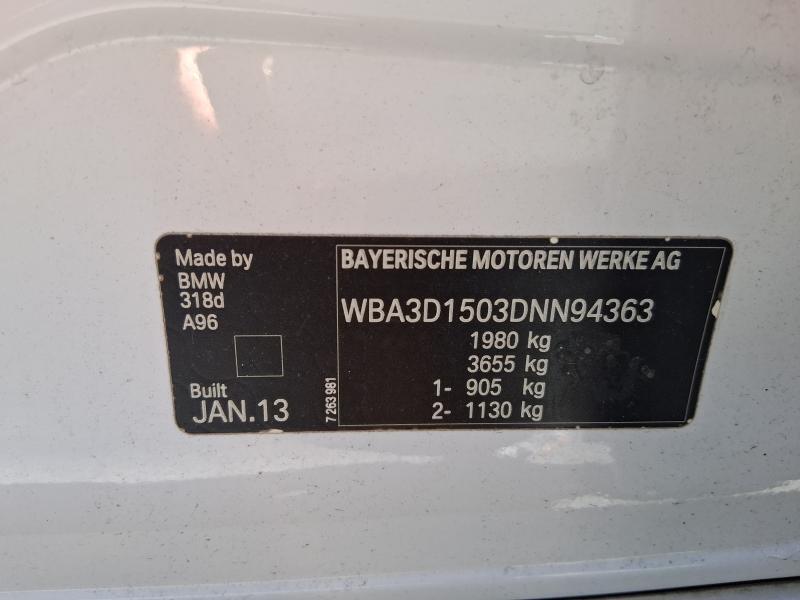 Made by
BMW
318d
A96
Built
JAN.13
7 263 981
BAYERISCHE MOTOREN WERKE AG
WBA3D1503DNN94363
1980 kg
3655 kg
1- 905 kg
2- 1130 kg